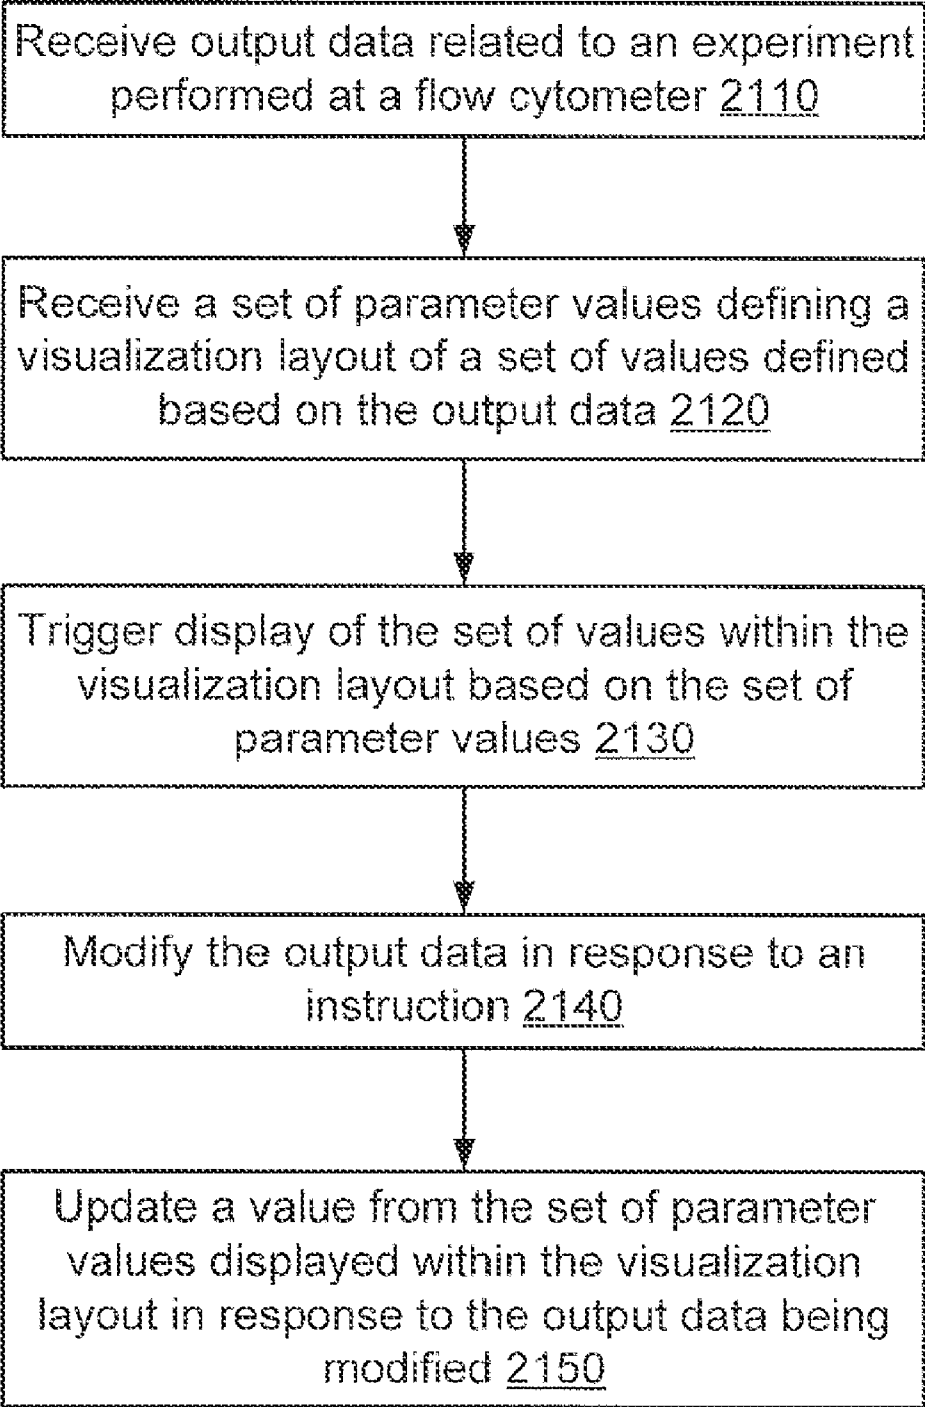 Receive output data related to an experiment
performed at a flow cytometer 2110
Receive a set of parameter values defining a
visualization layout of a set of values defined
based on the output data 2120
Trigger display of the set of values within the
visualization layout based on the set of
parameter values 2130
Modify the output data in response to an
instruction 2140
Update a value from the set of parameter
values displayed within the visualization
layout in response to the output data being
modified 2150